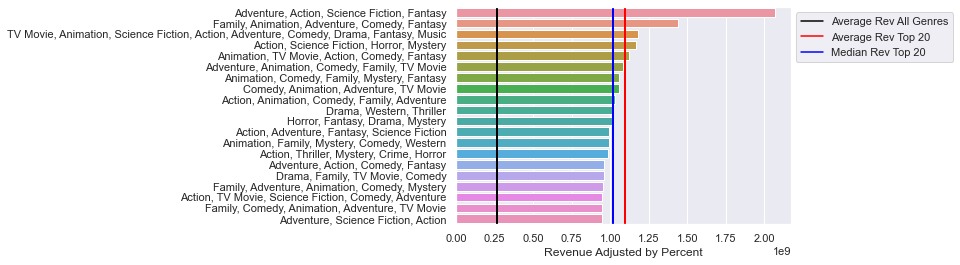 Adventure, Action, Science Fiction, Fantasy
Family, Animation, Adventure, Comedy, Fantasy
TV Movie, Animation, Science Fiction, Action, Adventure, Comedy, Drama, Fantasy, Music
Action, Science Fiction, Horror, Mystery
Animation, TV Movie, Action, Comedy, Fantasy
Adventure, Animation, Comedy, Family, TV Movie
Animation, Comedy, Family, Mystery, Fantasy
Comedy, Animation, Adventure, TV Movie
Action, Animation, Comedy, Family, Adventure
Drama, Western, Thriller
Horror, Fantasy, Drama, Mystery
Action, Adventure, Fantasy, Science Fiction
Animation, Family, Mystery, Comedy, Western
Action, Thriller, Mystery, Crime, Horror
Adventure, Action, Comedy, Fantasy
Drama, Family, TV Movie, Comedy
Family, Adventure, Animation, Comedy, Mystery
Action, TV Movie, Science Fiction, Comedy, Adventure
Family, Comedy, Animation, Adventure, TV Movie
Adventure, Science Fiction, Action
0.00 0.25 0.50 0.75 1.00 1.25 1.50 1.75 2.00
1e9
Revenue Adjusted by Percent
Average Rev All Genres
Average Rev Top 20
Median Rev Top 20